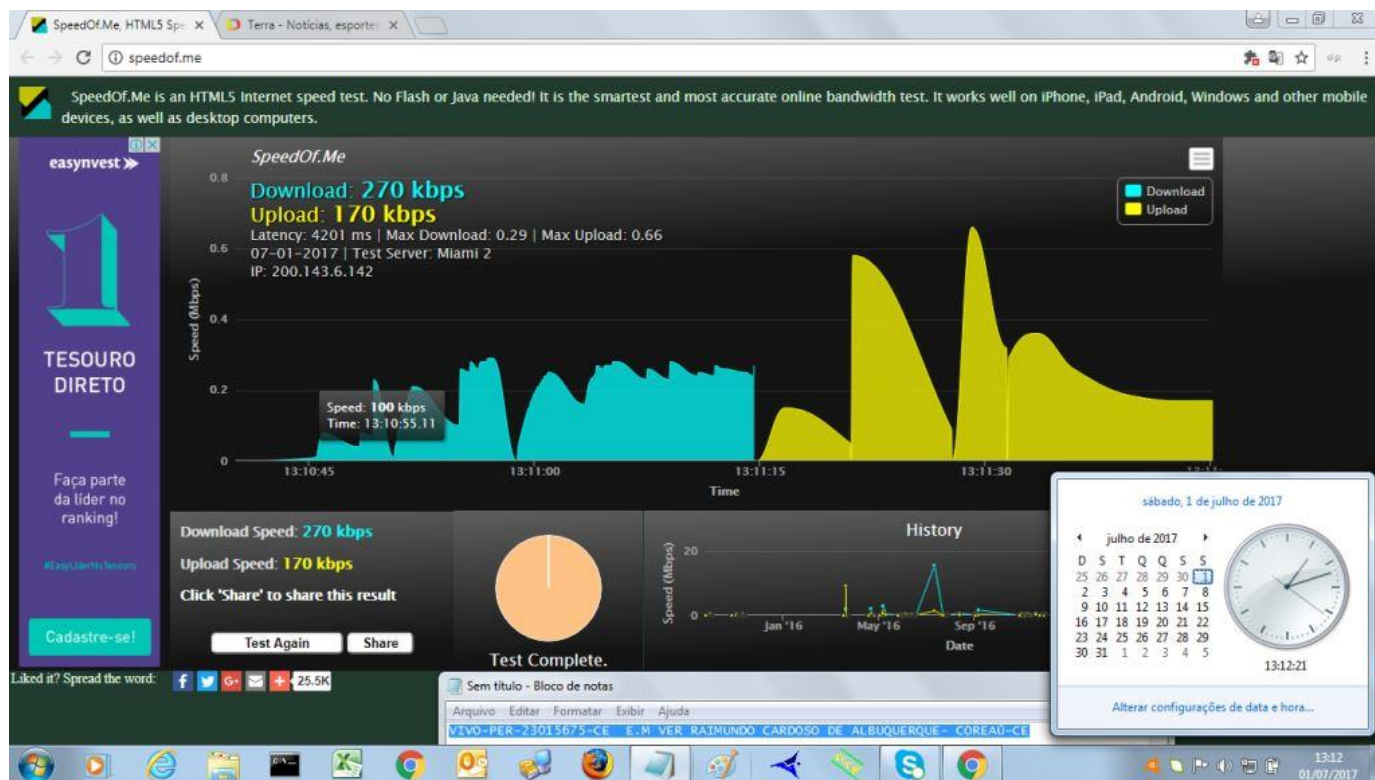 SpeedOf.Me, HTML5 Spe
Terra - Notícias, esportes
speedof.me
SpeedOf.Me is an HTML5 Internet speed test. No Flash or Java needed! It is the smartest and most accurate online bandwidth test. It works well on iPhone, iPad, Android, Windows and other mobile
devices, as well as desktop computers.
easynvest
TESOURO
DIRETO
Faça parte
da líder no
ranking!
#EasyLíderNoTesouro
Cadastre-se!
SpeedOf.Me
Download: 270 kbps
Upload: 170 kbps
Latency: 4201 ms | Max Download: 0.29 | Max Upload: 0.66
07-01-2017 | Test Server: Miami 2
IP: 200.143.6.142
Download
Upload
Speed (Mbps)
0.8
0.6
0.4
0.2
0
Speed: 100 kbps
Time: 13:10:55.11
13:10:45
13:11:00
13:11:15
13:11:30
Time
Download Speed: 270 kbps
Upload Speed: 170 kbps
Click 'Share' to share this result
Test Again
Share
Test Complete.
History
Speed (Mbps)
20
0
Jan '16
May '16
Sep '16
Date
Liked it? Spread the word:
25.5K
Sem título - Bloco de notas
Arquivo Editar Formatar Exibir Ajuda
VIVO-PER-23015675-CE E.M VER RAIMUNDO CARDOSO DE ALBUQUERQUE- COREAÚ-CE
sábado, 1 de julho de 2017
julho de 2017
D S T Q Q S S
25 26 27 28 29 30 1
2 3 4 5 6 7 8
9 10 11 12 13 14 15
16 17 18 19 20 21 22
23 24 25 26 27 28 29
30 31 1 2 3 4 5
13:12:21
Alterar configurações de data e hora...
13:12
01/07/2017